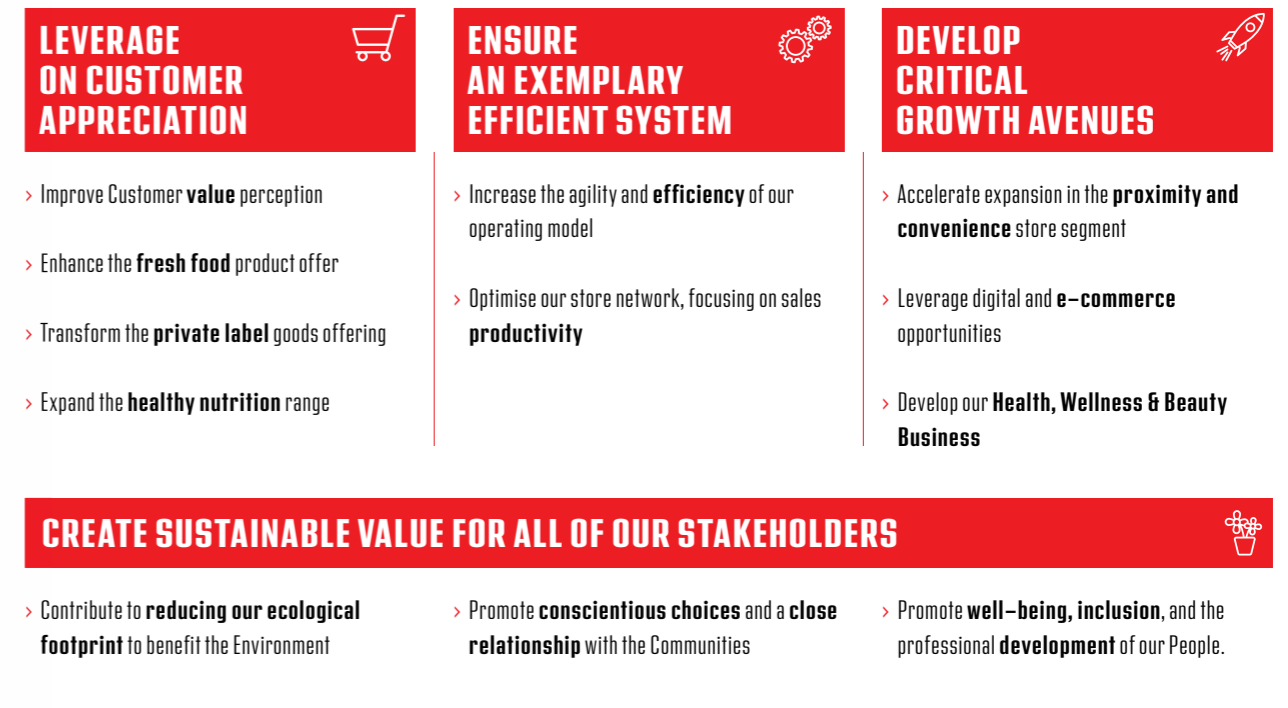 LEVERAGE
ON CUSTOMER
APPRECIATION
> Improve Customer value perception
> Enhance the fresh food product offer
> Transform the private label goods offering
> Expand the healthy nutrition range
ENSURE
AN EXEMPLARY
EFFICIENT SYSTEM
> Increase the agility and efficiency of our
operating model
> Optimise our store network, focusing on sales
productivity
DEVELOP
CRITICAL
GROWTH AVENUES
> Accelerate expansion in the proximity and
convenience store segment
> Leverage digital and e-commerce
opportunities
> Develop our Health, Wellness & Beauty
Business
CREATE SUSTAINABLE VALUE FOR ALL OF OUR STAKEHOLDERS
> Contribute to reducing our ecological
footprint to benefit the Environment
> Promote conscientious choices and a close
relationship with the Communities
> Promote well-being, inclusion, and the
professional development of our People.